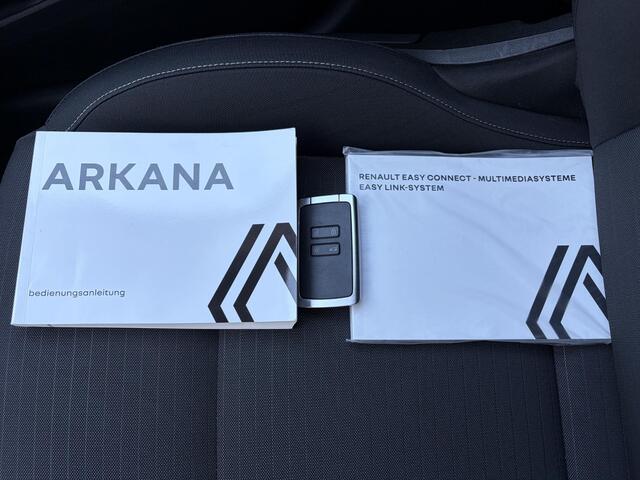 ARKANA
bedienungsanleitung
RENAULT EASY CONNECT - MULTIMEDIASYSTEME
EASY LINK-SYSTEM